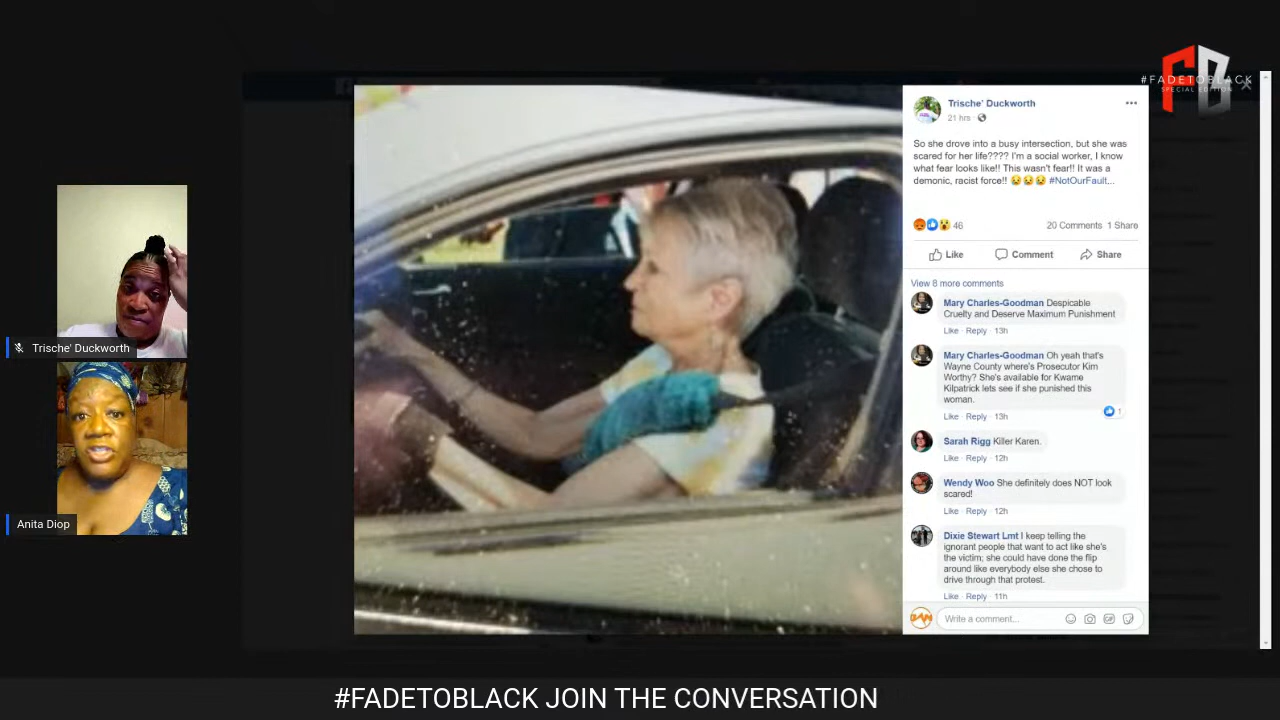 #FADETOBLACK
SPECIAL EDITION
Trische' Duckworth
21 hrs ·
So she drove into a busy intersection, but she was
scared for her life???? I'm a social worker, I know
what fear looks like!! This wasn't fear!! It was a
demonic, racist force!! 😥😥😥 #NotOurFault...
46
20 Comments 1 Share
Like
Comment
Share
View 8 more comments
Mary Charles-Goodman Despicable
Cruelty and Deserve Maximum Punishment
Like · Reply · 13h
Mary Charles-Goodman Oh yeah that's
Wayne County where's Prosecutor Kim
Worthy? She's available for Kwame
Kilpatrick lets see if she punished this
woman.
1
Like · Reply · 13h
Sarah Rigg Killer Karen.
Like · Reply · 12h
Wendy Woo She definitely does NOT look
scared!
Like · Reply · 12h
Dixie Stewart Lmt I keep telling the
ignorant people that want to act like she's
the victim; she could have done the flip
around like everybody else she chose to
drive through that protest.
Like · Reply · 11h
Write a comment...
GIF
Trische' Duckworth
Anita Diop
#FADETOBLACK JOIN THE CONVERSATION